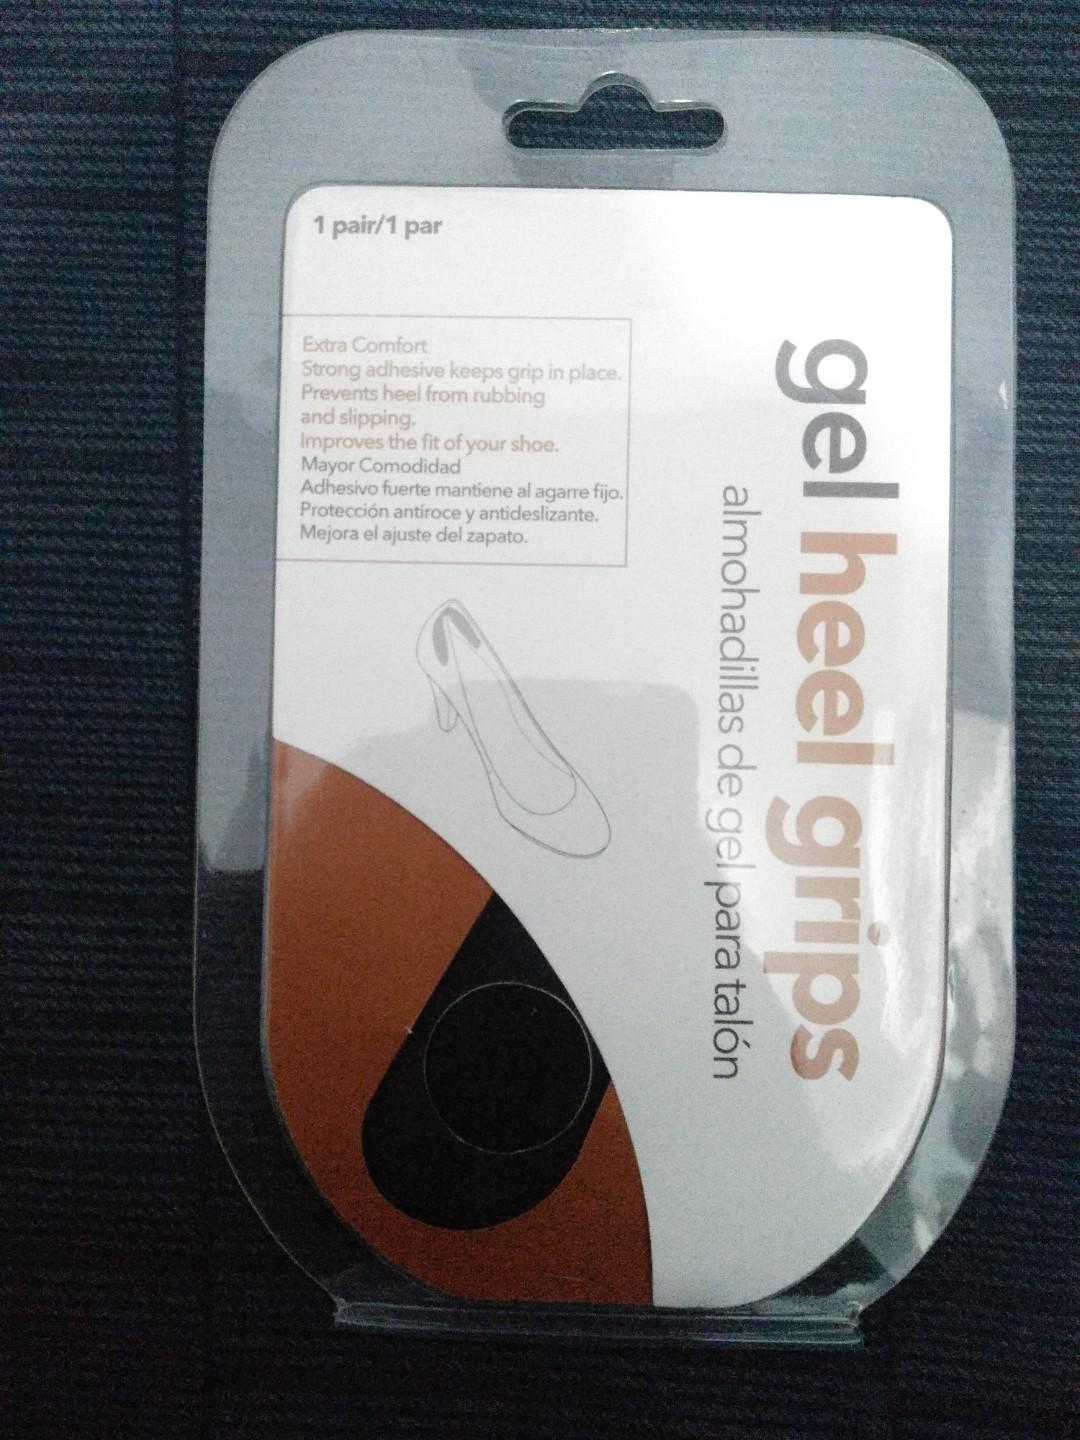 1 pair/1 par
Extra Comfort
Strong adhesive keeps grip in place.
Prevents heel from rubbing
and slipping.
Improves the fit of your shoe.
Mayor Comodidad
Adhesivo fuerte mantiene al agarre fijo.
Protección antiroce y antideslizante.
Mejora el ajuste del zapato.
gel heel grips
almohadillas de gel para talón